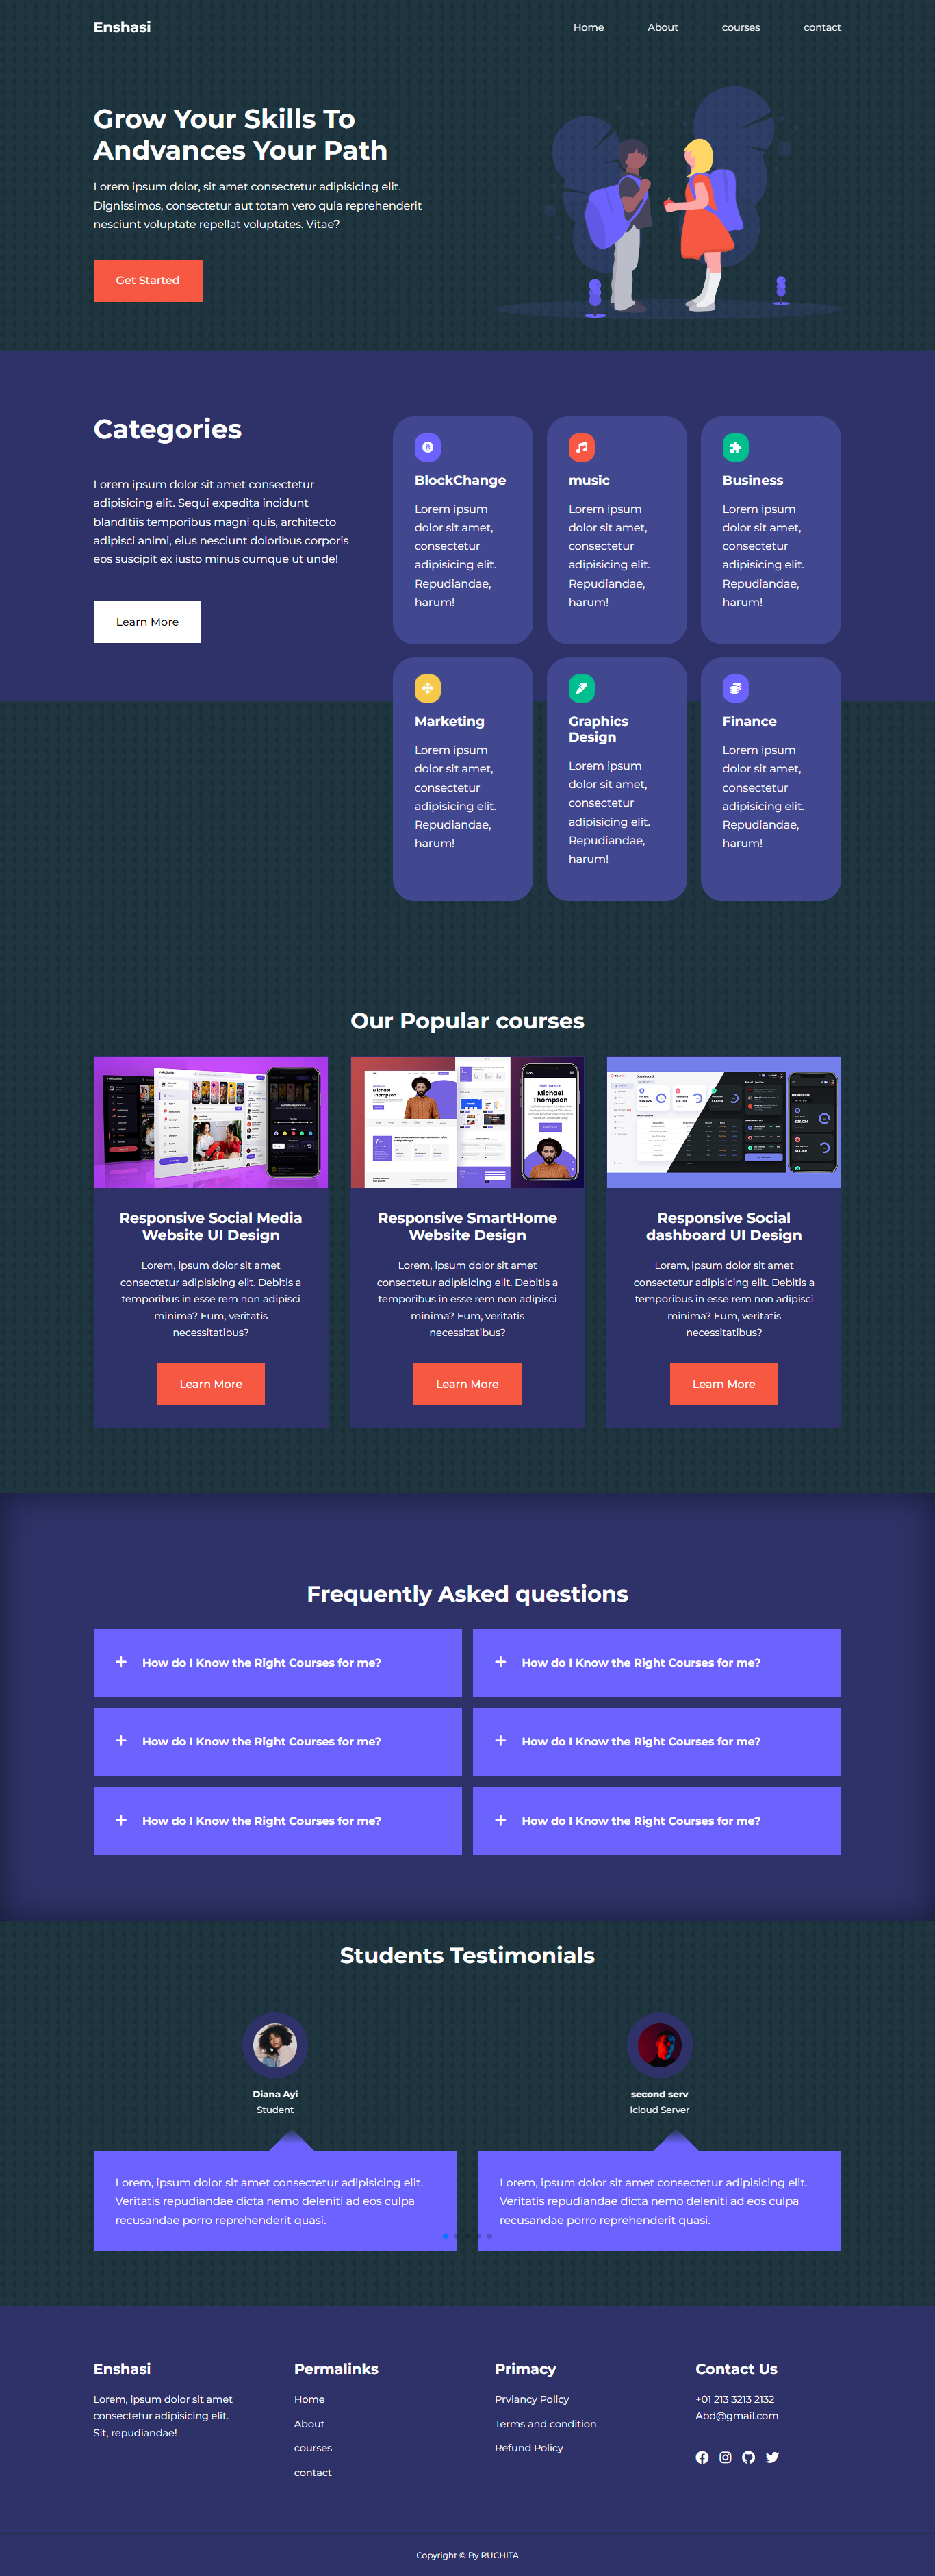 Enshasi
Home
About
courses
contact
Grow Your Skills To
Andvances Your Path
Lorem ipsum dolor, sit amet consectetur adipisicing elit.
Dignissimos, consectetur aut totam vero quia reprehenderit
nesciunt voluptate repellat voluptates. Vitae?
Get Started
Categories
Lorem ipsum dolor sit amet consectetur
adipisicing elit. Sequi expedita incidunt
blanditiis temporibus magni quis, architecto
adipisci animi, eius nesciunt doloribus corporis
eos suscipit ex iusto minus cumque ut unde!
Learn More
BlockChange
Lorem ipsum
dolor sit amet,
consectetur
adipisicing elit.
Repudiandae,
harum!
music
Lorem ipsum
dolor sit amet,
consectetur
adipisicing elit.
Repudiandae,
harum!
Business
Lorem ipsum
dolor sit amet,
consectetur
adipisicing elit.
Repudiandae,
harum!
Marketing
Lorem ipsum
dolor sit amet,
consectetur
adipisicing elit.
Repudiandae,
harum!
Graphics
Design
Lorem ipsum
dolor sit amet,
consectetur
adipisicing elit.
Repudiandae,
harum!
Finance
Lorem ipsum
dolor sit amet,
consectetur
adipisicing elit.
Repudiandae,
harum!
Our Popular courses
Michael
Thompson
Michael
Thompson
Responsive Social Media
Website UI Design
Lorem, ipsum dolor sit amet
consectetur adipisicing elit. Debitis a
temporibus in esse rem non adipisci
minima? Eum, veritatis
necessitatibus?
Learn More
Responsive SmartHome
Website Design
Lorem, ipsum dolor sit amet
consectetur adipisicing elit. Debitis a
temporibus in esse rem non adipisci
minima? Eum, veritatis
necessitatibus?
Learn More
Responsive Social
dashboard UI Design
Lorem, ipsum dolor sit amet
consectetur adipisicing elit. Debitis a
temporibus in esse rem non adipisci
minima? Eum, veritatis
necessitatibus?
Learn More
Frequently Asked questions
+ How do I Know the Right Courses for me?
+ How do I Know the Right Courses for me?
+ How do I Know the Right Courses for me?
+ How do I Know the Right Courses for me?
+ How do I Know the Right Courses for me?
+ How do I Know the Right Courses for me?
Students Testimonials
Diana Ayi
Student
Lorem, ipsum dolor sit amet consectetur adipisicing elit.
Veritatis repudiandae dicta nemo deleniti ad eos culpa
recusandae porro reprehenderit quasi.
second serv
Icloud Server
Lorem, ipsum dolor sit amet consectetur adipisicing elit.
Veritatis repudiandae dicta nemo deleniti ad eos culpa
recusandae porro reprehenderit quasi.
Enshasi
Lorem, ipsum dolor sit amet
consectetur adipisicing elit.
Sit, repudiandae!
Permalinks
Home
About
courses
contact
Primacy
Prviancy Policy
Terms and condition
Refund Policy
Contact Us
+01 213 3213 2132
Abd@gmail.com
Copyright © By RUCHITA